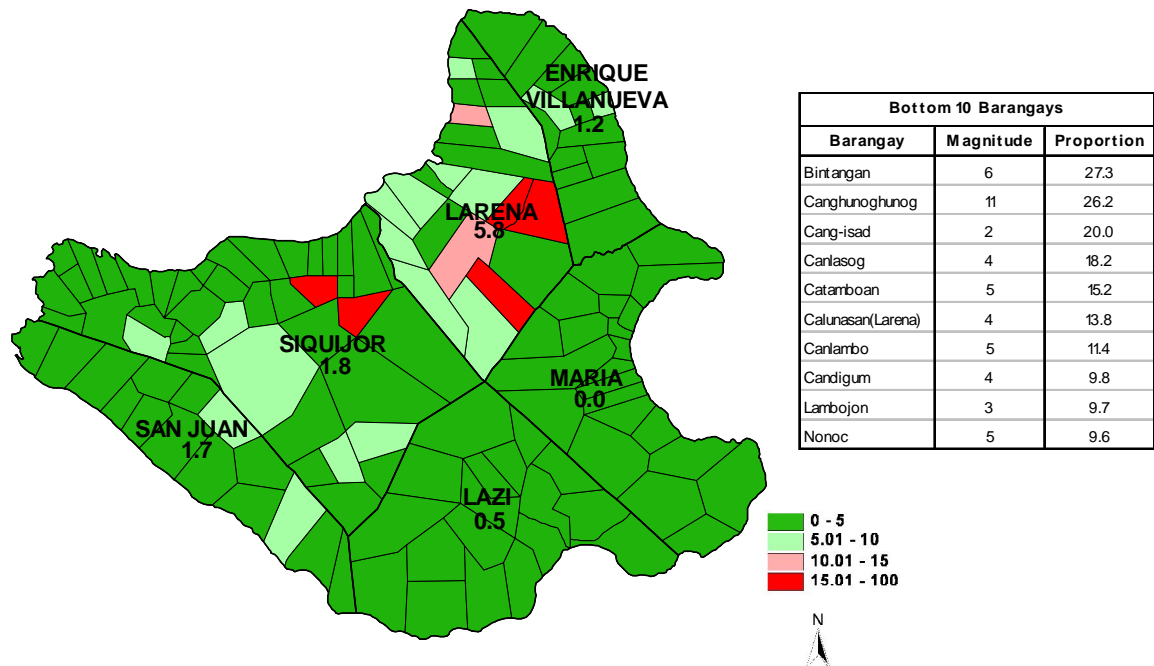 ENRIQUE
VILLANUEVA
1.2
LARENA
5.8
SIQUIJOR
1.8
MARIA
0.0
SAN JUAN
1.7
LAZI
0.5
Bottom 10 Barangays
Barangay Magnitude Proportion
Bintangan 6 27.3
Canghunoghunog 11 26.2
Cang-isad 2 20.0
Canlasog 4 18.2
Catamboan 5 15.2
Calunasan(Larena) 4 13.8
Canlambo 5 11.4
Candigum 4 9.8
Lambojon 3 9.7
Nonoc 5 9.6
0 - 5
5.01 - 10
10.01 - 15
15.01 - 100
N